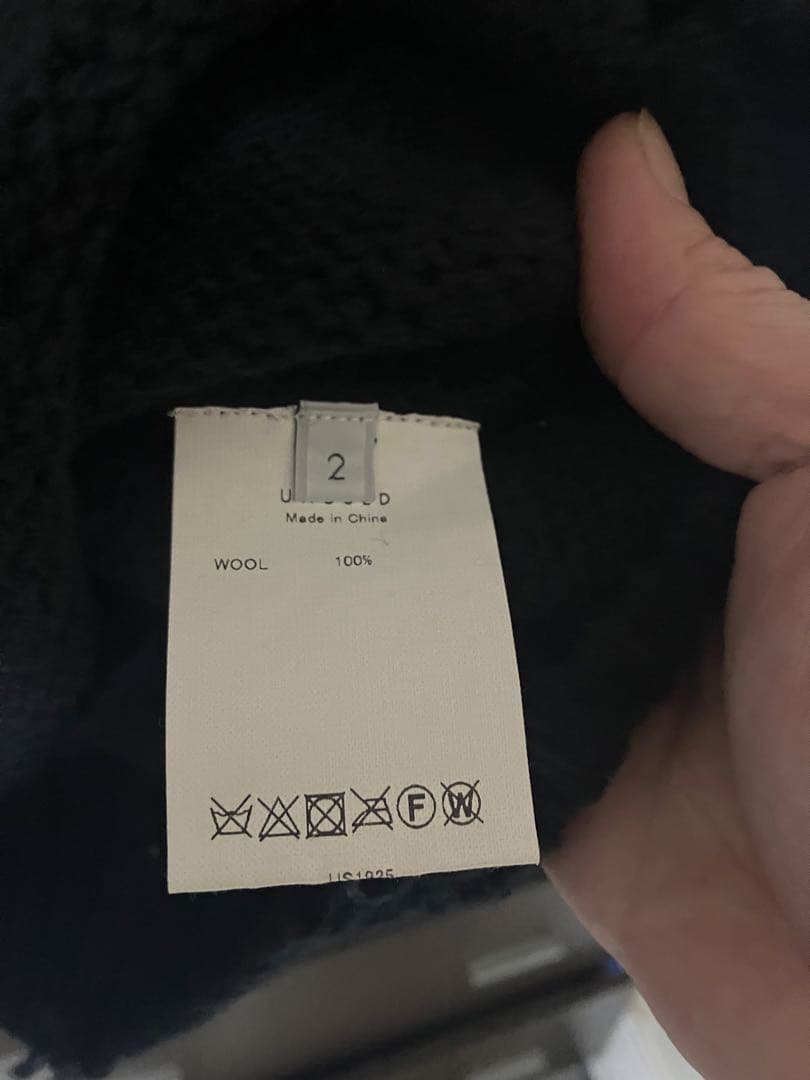 2
Made in China
WOOL 100%
F W